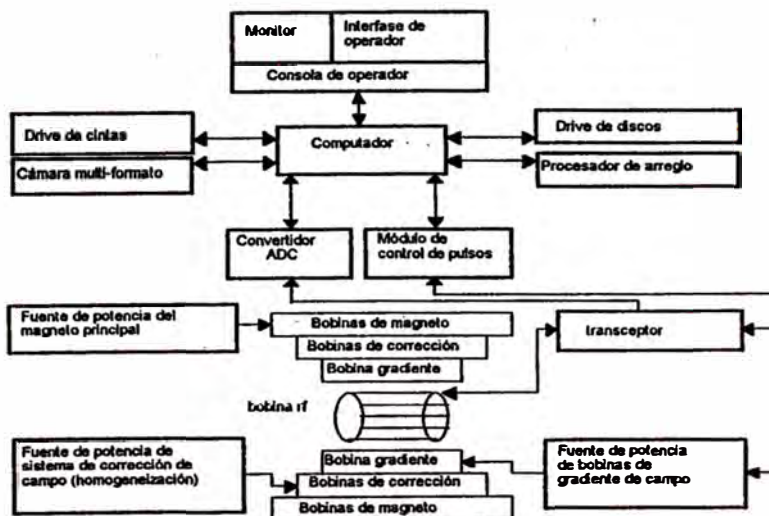 Monitor
Interfase de
operador
Consola de operador
Drive de cintas
Cámara multi-formato
Computador
Drive de discos
Procesador de arreglo
Convertidor
ADC
Módulo de
control de pulsos
Fuente de potencia del
magneto principal
Bobinas de magneto
Bobinas de corrección
Bobina gradiente
transceptor
bobina rf
Fuente de potencia de
sistema de corrección de
campo (homogeneización)
Bobina gradiente
Bobinas de corrección
Bobinas de magneto
Fuente de potencia
de bobinas de
gradiente de campo